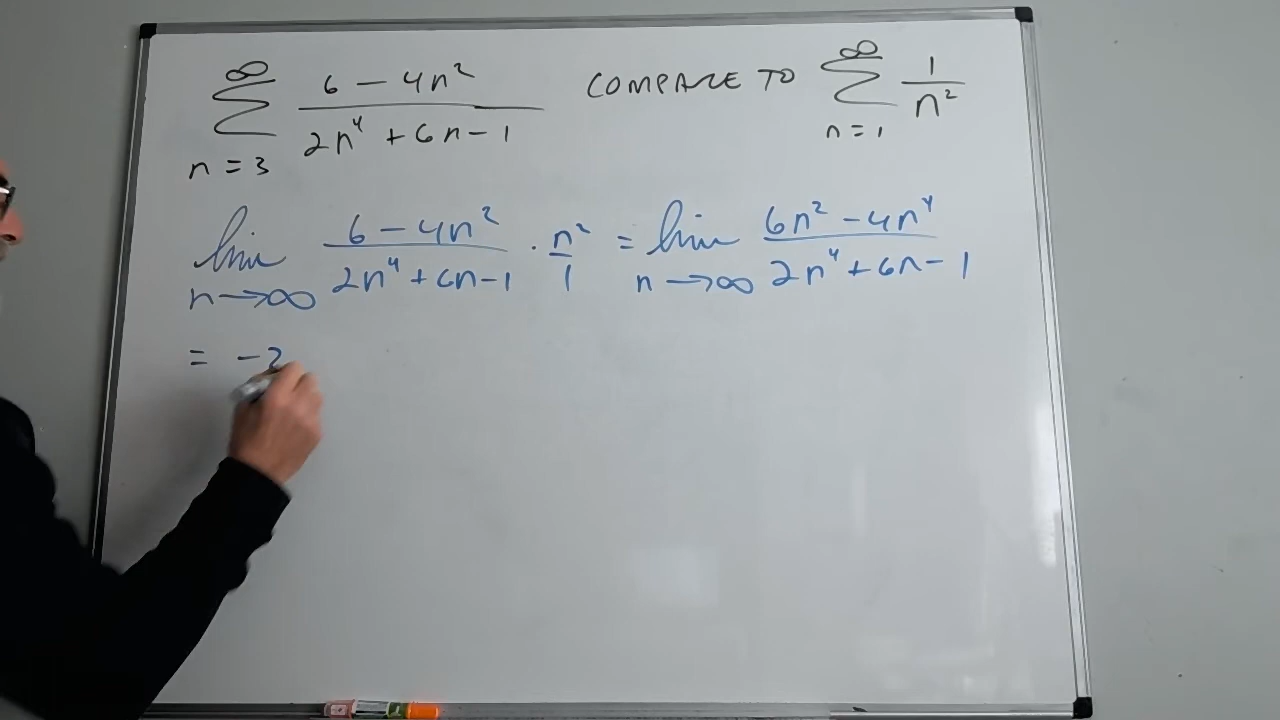 ∞ ∑ n = 3 (6 − 4n²)/(2n⁴ + 6n − 1) COMPARE TO ∞ ∑ n = 1 1/n²
lim n→∞ (6 − 4n²)/(2n⁴ + 6n − 1) · n²/1 = lim n→∞ (6n² − 4n⁴)/(2n⁴ + 6n − 1)
= −2